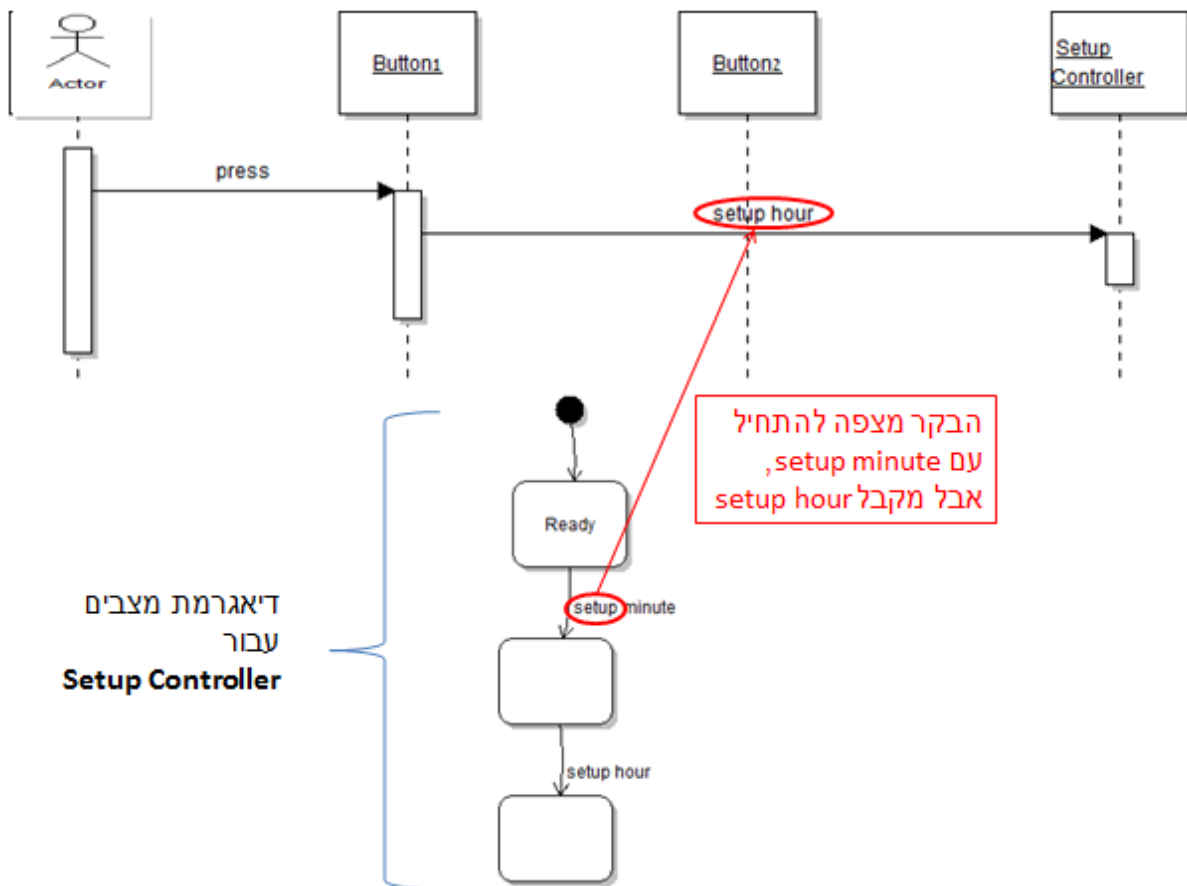 Actor
Button1
Button2
Setup
Controller
press
setup hour
הבקר מצפה להתחיל
עם setup minute,
אבל מקבל setup hour
Ready
setup minute
דיאגרמת מצבים
עבור
Setup Controller
setup hour